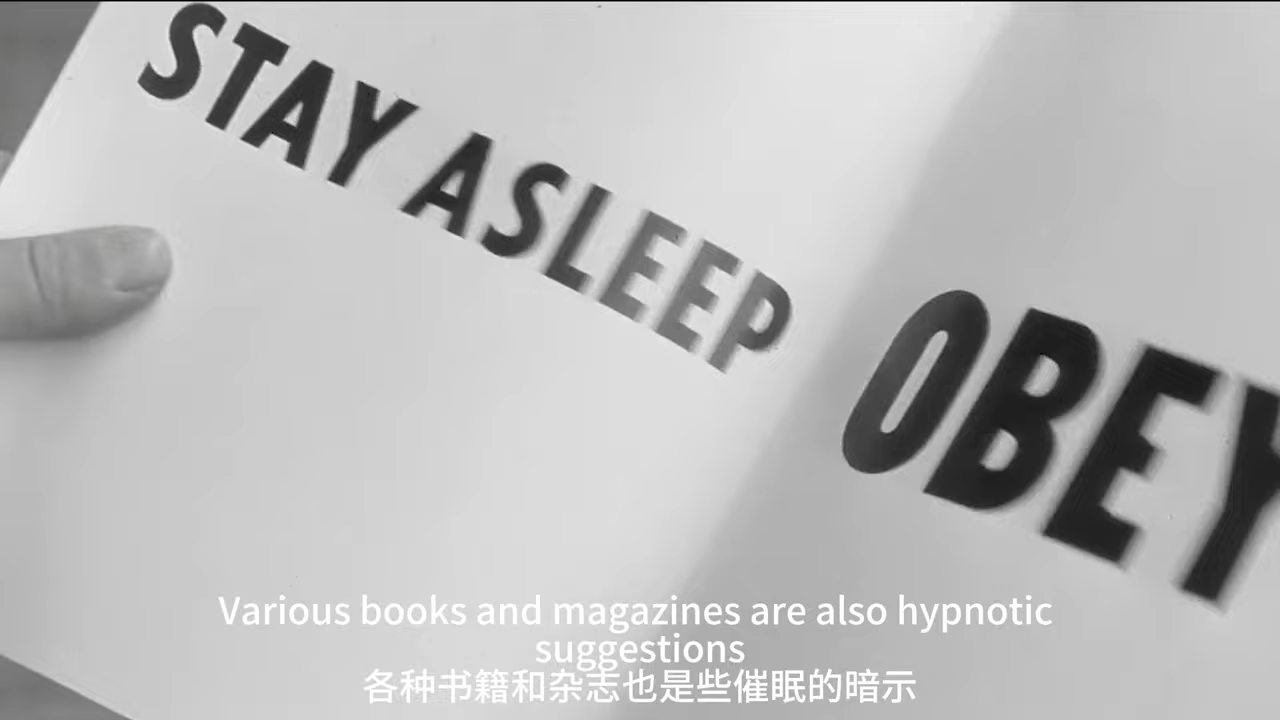 STAY ASLEEP
OBEY
Various books and magazines are also hypnotic
suggestions
各种书籍和杂志也是些催眠的暗示